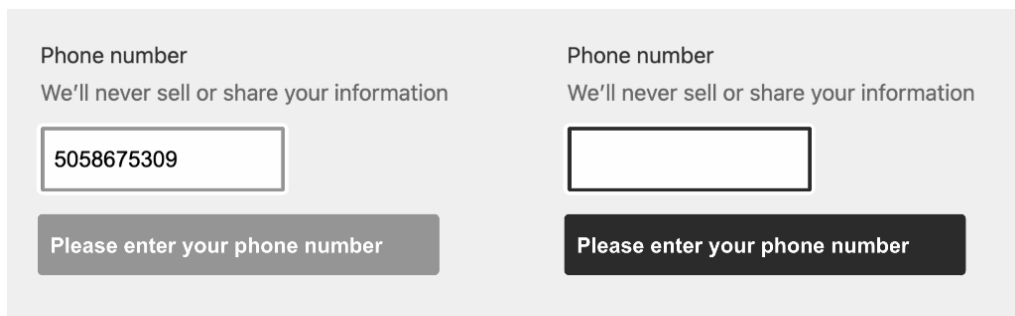 Phone number
We’ll never sell or share your information
5058675309
Please enter your phone number
Phone number
We’ll never sell or share your information
Please enter your phone number